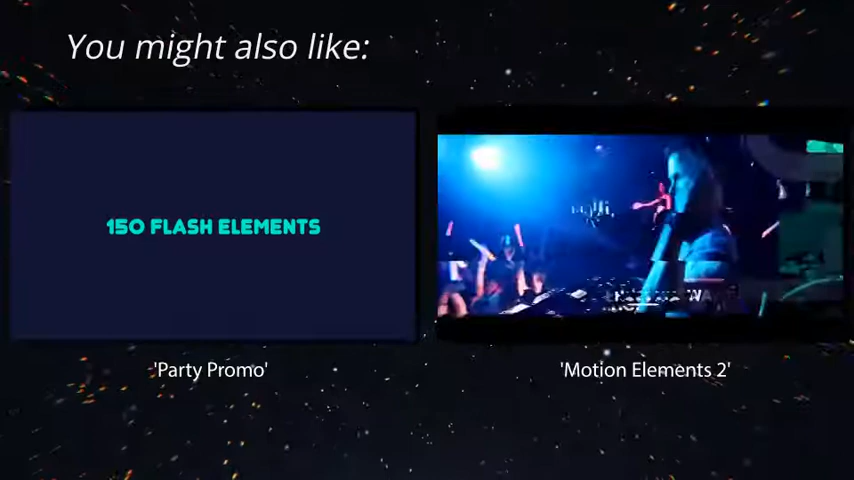 You might also like:
150 FLASH ELEMENTS
'Party Promo'
'Motion Elements 2'